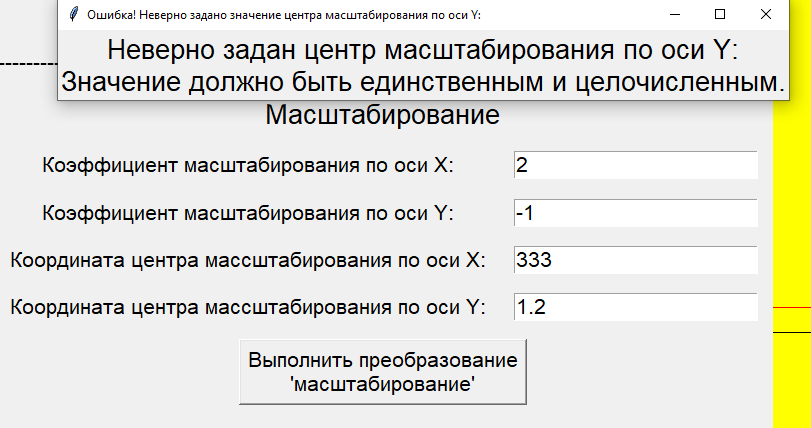 Ошибка! Неверно задано значение центра масштабирования по оси Y:
Неверно задан центр масштабирования по оси Y:
Значение должно быть единственным и целочисленным.
Масштабирование
Коэффициент масштабирования по оси X:
2
Коэффициент масштабирования по оси Y:
-1
Координата центра массштабирования по оси X:
333
Координата центра массштабирования по оси Y:
1.2
Выполнить преобразование
'масштабирование'